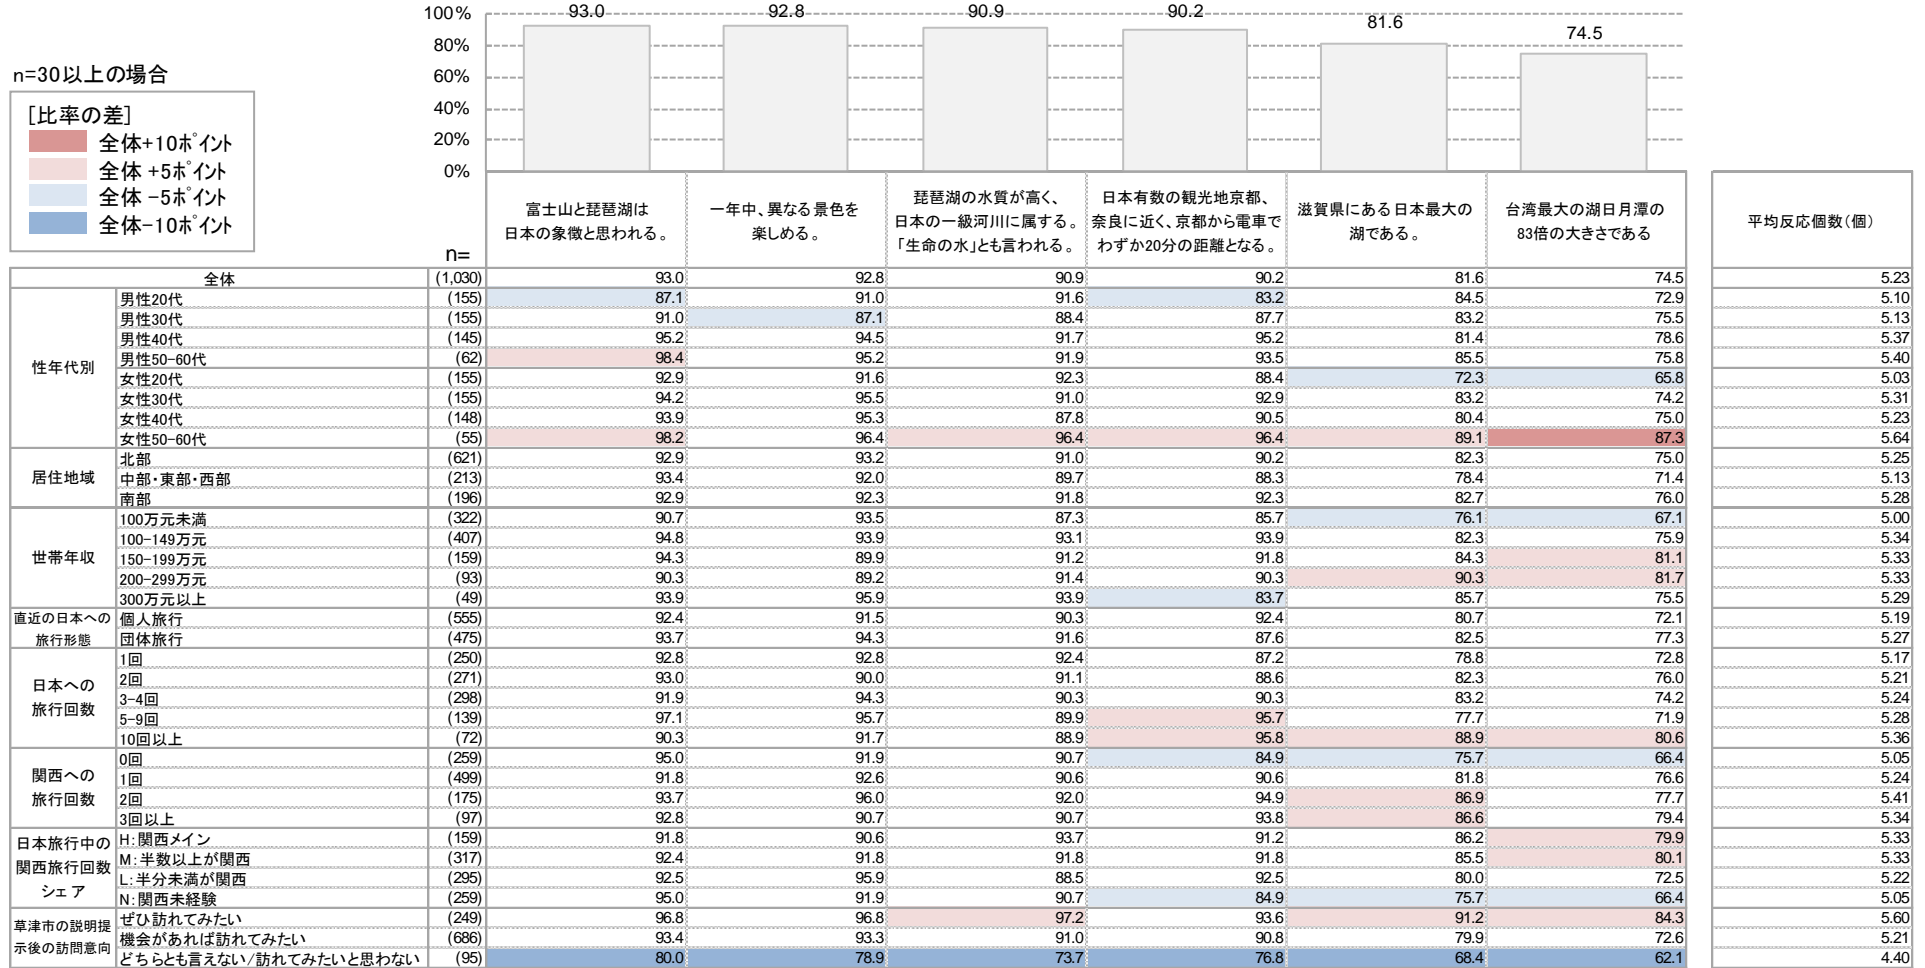 100%
80%
60%
40%
20%
0%
93.0 92.8 90.9 90.2 81.6 74.5
n=30以上の場合
[比率の差]
全体+10ポイント
全体 +5ポイント
全体 -5ポイント
全体-10ポイント
n=
富士山と琵琶湖は
日本の象徴と思われる。
一年中、異なる景色を
楽しめる。
琵琶湖の水質が高く、
日本の一級河川に属する。
「生命の水」とも言われる。
日本有数の観光地京都、
奈良に近く、京都から電車で
わずか20分の距離となる。
滋賀県にある日本最大の
湖である。
台湾最大の湖日月潭の
83倍の大きさである
平均反応個数(個)
全体 (1,030) 93.0 92.8 90.9 90.2 81.6 74.5 5.23
性年代別
男性20代 (155) 87.1 91.0 91.6 83.2 84.5 72.9 5.10
男性30代 (155) 91.0 87.1 88.4 87.7 83.2 75.5 5.13
男性40代 (145) 95.2 94.5 91.7 95.2 81.4 78.6 5.37
男性50-60代 (62) 98.4 95.2 91.9 93.5 85.5 75.8 5.40
女性20代 (155) 92.9 91.6 92.3 88.4 72.3 65.8 5.03
女性30代 (155) 94.2 95.5 91.0 92.9 83.2 74.2 5.31
女性40代 (148) 93.9 95.3 87.8 90.5 80.4 75.0 5.23
女性50-60代 (55) 98.2 96.4 96.4 96.4 89.1 87.3 5.64
居住地域
北部 (621) 92.9 93.2 91.0 90.2 82.3 75.0 5.25
中部・東部・西部 (213) 93.4 92.0 89.7 88.3 78.4 71.4 5.13
南部 (196) 92.9 92.3 91.8 92.3 82.7 76.0 5.28
世帯年収
100万元未満 (322) 90.7 93.5 87.3 85.7 76.1 67.1 5.00
100-149万元 (407) 94.8 93.9 93.1 93.9 82.3 75.9 5.34
150-199万元 (159) 94.3 89.9 91.2 91.8 84.3 81.1 5.33
200-299万元 (93) 90.3 89.2 91.4 90.3 90.3 81.7 5.33
300万元以上 (49) 93.9 95.9 93.9 83.7 85.7 75.5 5.29
直近の日本への
旅行形態
個人旅行 (555) 92.4 91.5 90.3 92.4 80.7 72.1 5.19
団体旅行 (475) 93.7 94.3 91.6 87.6 82.5 77.3 5.27
日本への
旅行回数
1回 (250) 92.8 92.8 92.4 87.2 78.8 72.8 5.17
2回 (271) 93.0 90.0 91.1 88.6 82.3 76.0 5.21
3-4回 (298) 91.9 94.3 90.3 90.3 83.2 74.2 5.24
5-9回 (139) 97.1 95.7 89.9 95.7 77.7 71.9 5.28
10回以上 (72) 90.3 91.7 88.9 95.8 88.9 80.6 5.36
関西への
旅行回数
0回 (259) 95.0 91.9 90.7 84.9 75.7 66.4 5.05
1回 (499) 91.8 92.6 90.6 90.6 81.8 76.6 5.24
2回 (175) 93.7 96.0 92.0 94.9 86.9 77.7 5.41
3回以上 (97) 92.8 90.7 90.7 93.8 86.6 79.4 5.34
日本旅行中の
関西旅行回数
シェア
H:関西メイン (159) 91.8 90.6 93.7 91.2 86.2 79.9 5.33
M:半数以上が関西 (317) 92.4 91.8 91.8 91.8 85.5 80.1 5.33
L:半分未満が関西 (295) 92.5 95.9 88.5 92.5 80.0 72.5 5.22
N:関西未経験 (259) 95.0 91.9 90.7 84.9 75.7 66.4 5.05
草津市の説明提
示後の訪問意向
ぜひ訪れてみたい (249) 96.8 96.8 97.2 93.6 91.2 84.3 5.60
機会があれば訪れてみたい (686) 93.4 93.3 91.0 90.8 79.9 72.6 5.21
どちらとも言えない/訪れてみたいと思わない (95) 80.0 78.9 73.7 76.8 68.4 62.1 4.40